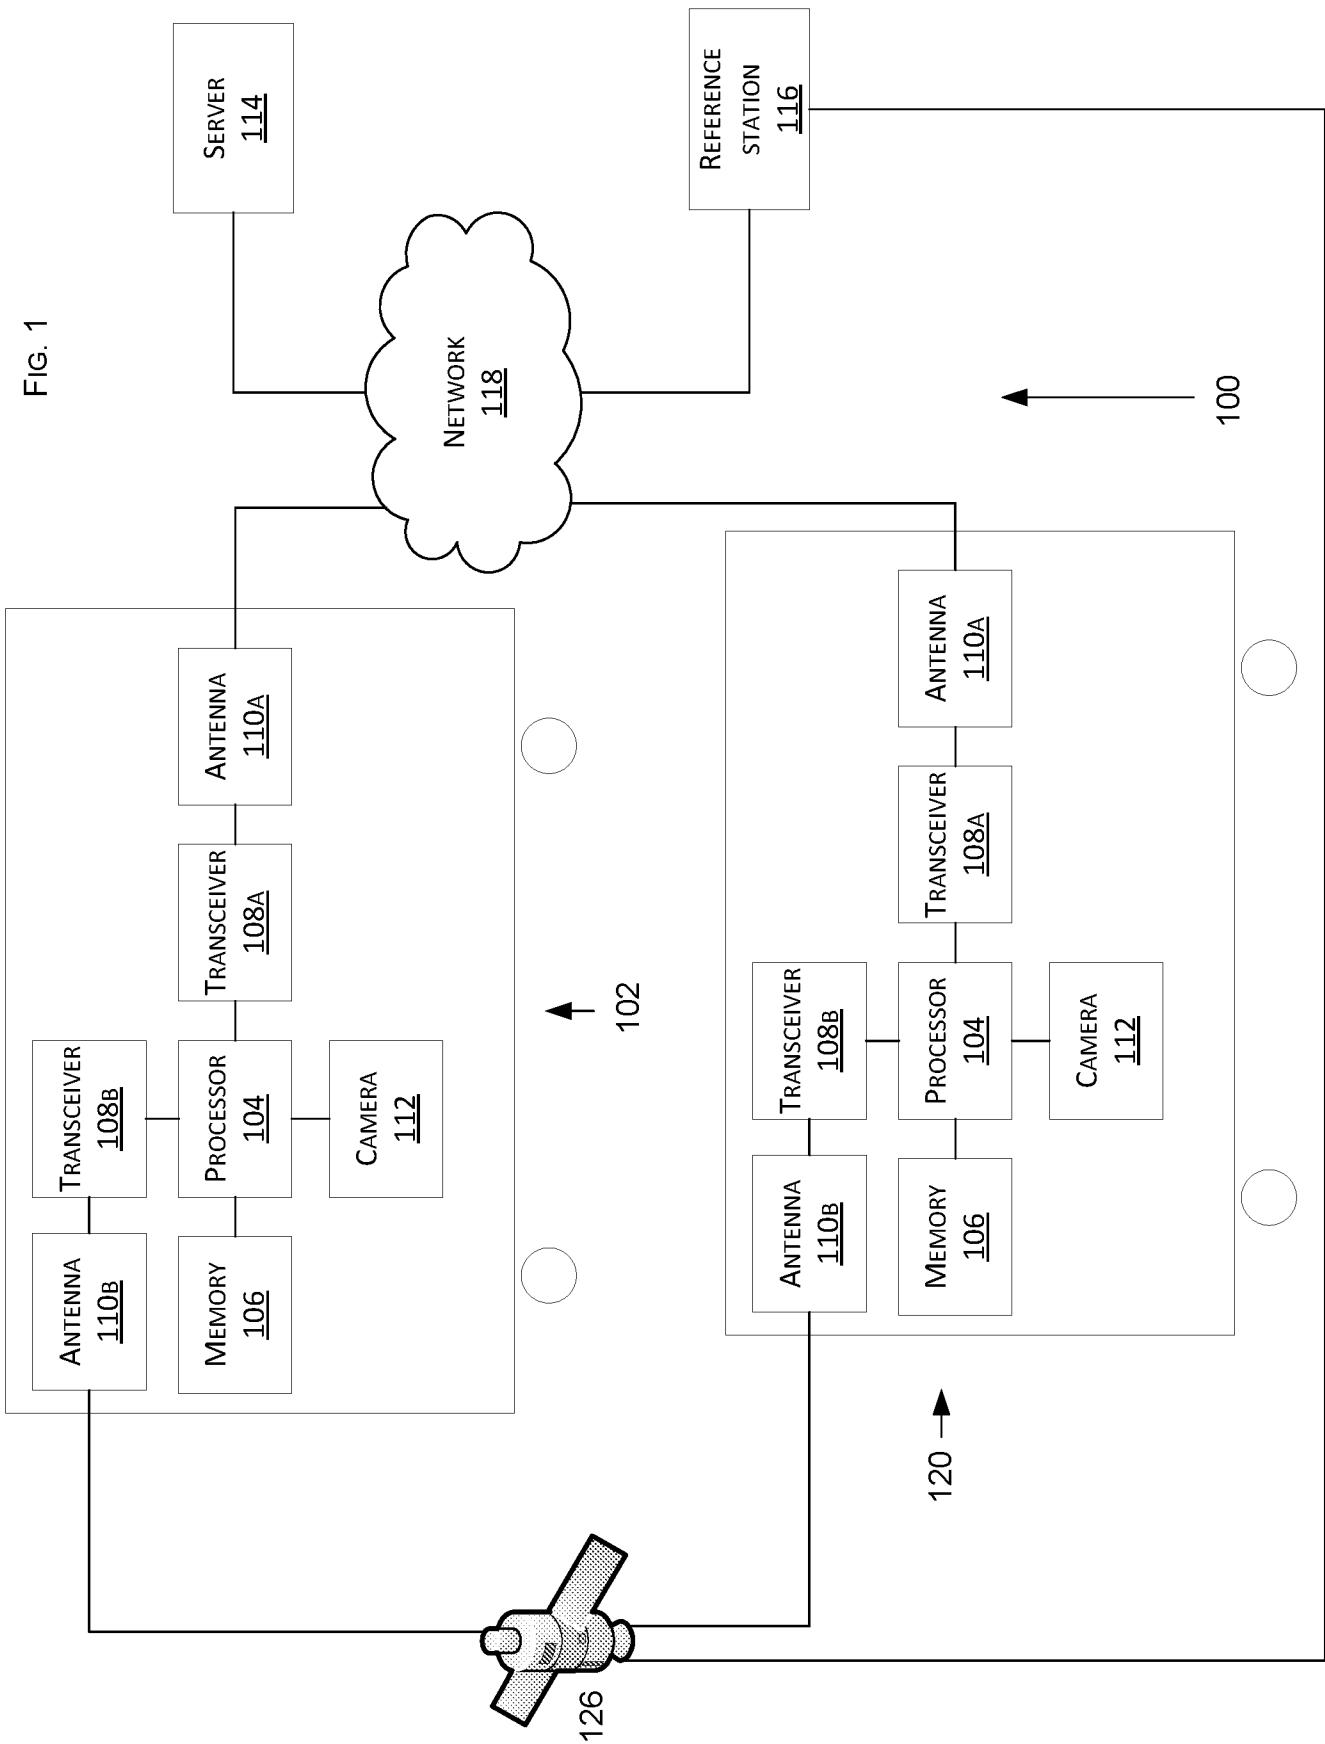 FIG. 1
SERVER
114
REFERENCE
STATION
116
NETWORK
118
100
ANTENNA
110A
TRANSCEIVER
108A
TRANSCEIVER
108B
PROCESSOR
104
CAMERA
112
ANTENNA
110B
MEMORY
106
102
ANTENNA
110A
TRANSCEIVER
108A
TRANSCEIVER
108B
PROCESSOR
104
CAMERA
112
ANTENNA
110B
MEMORY
106
120
126